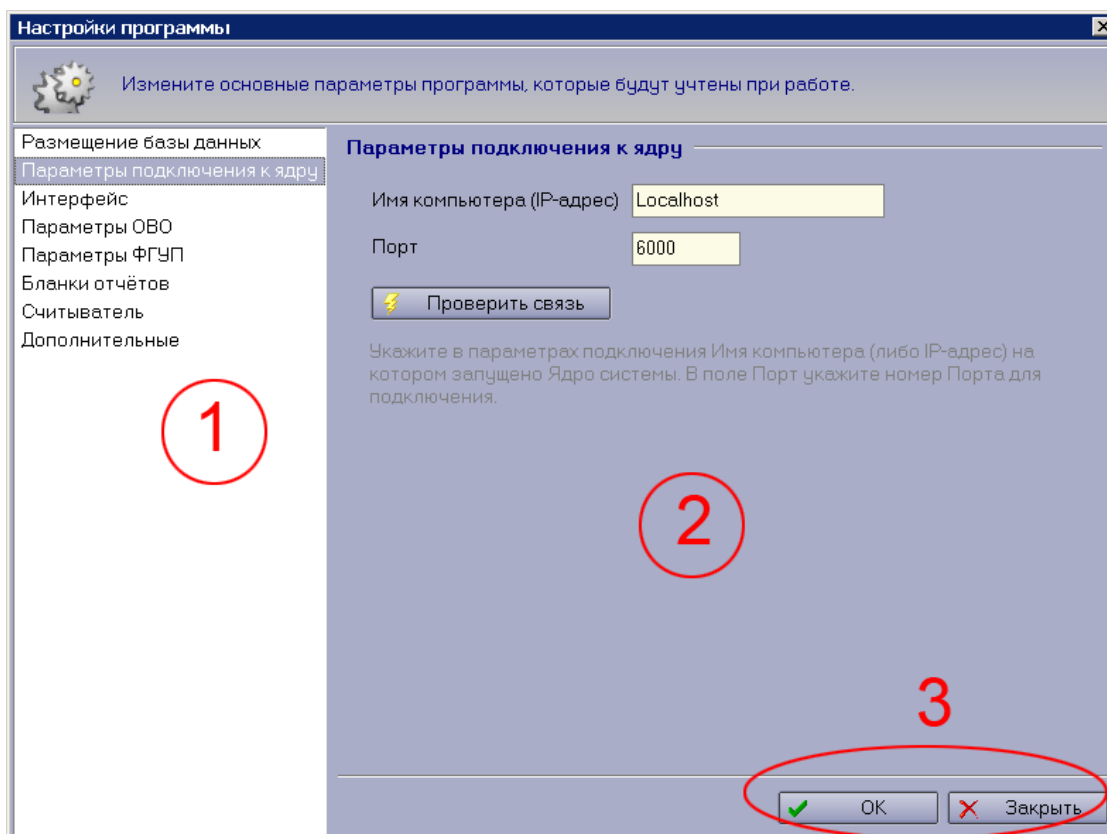 Настройки программы
Измените основные параметры программы, которые будут учтены при работе.
Размещение базы данных
Параметры подключения к ядру
Интерфейс
Параметры ОВО
Параметры ФГУП
Бланки отчётов
Считыватель
Дополнительные
1
Параметры подключения к ядру
Имя компьютера (IP-адрес) Localhost
Порт 6000
Проверить связь
Укажите в параметрах подключения Имя компьютера (либо IP-адрес) на
котором запущено Ядро системы. В поле Порт укажите номер Порта для
подключения.
2
3
OK Закрыть